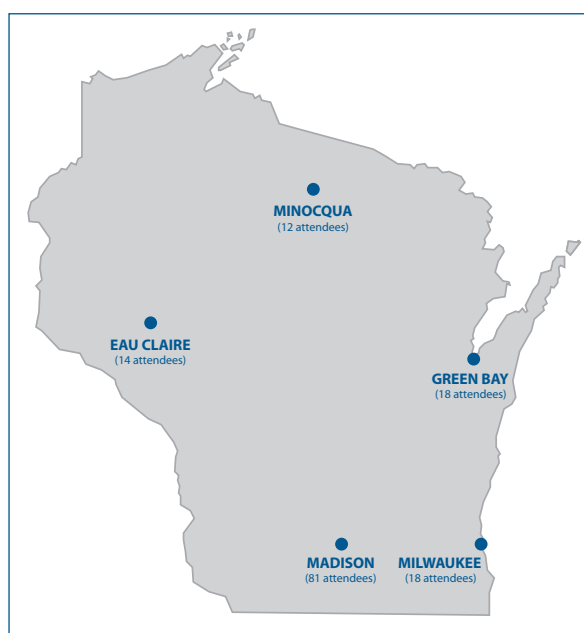 MINOCQUA
(12 attendees)
EAU CLAIRE
(14 attendees)
GREEN BAY
(18 attendees)
MADISON
(81 attendees)
MILWAUKEE
(18 attendees)